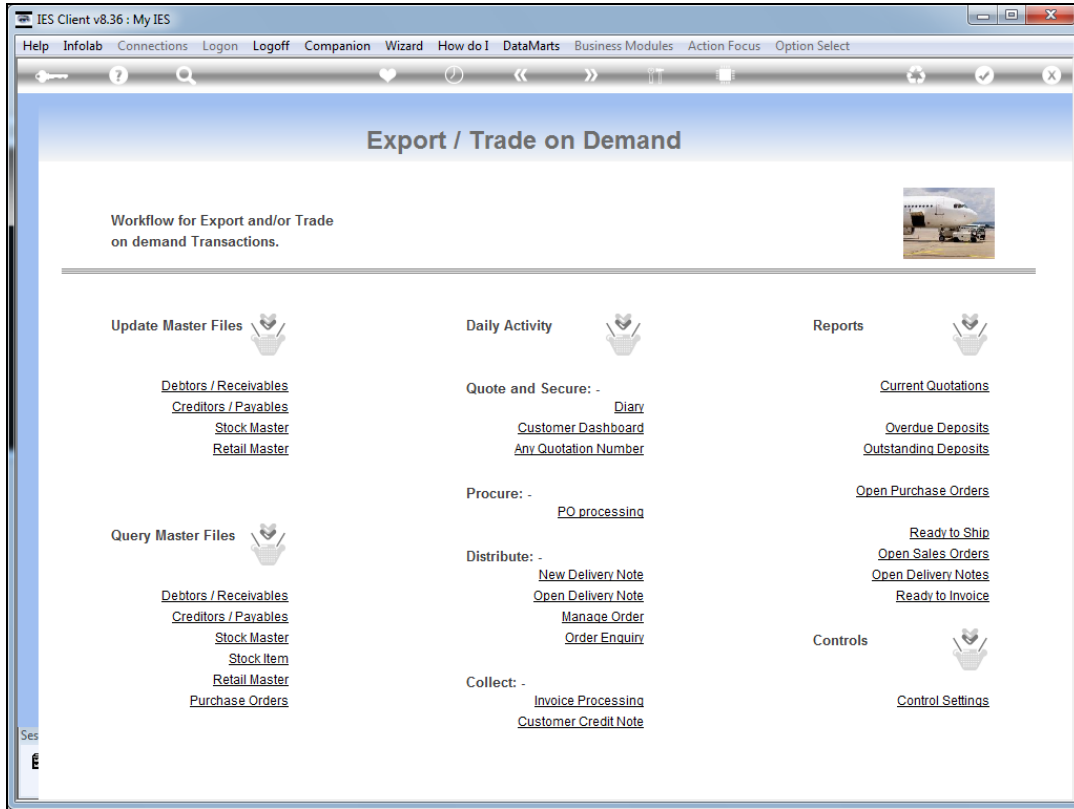 IES Client v8.36 : My IES
Help Infolab Connections Logon Logoff Companion Wizard How do I DataMarts Business Modules Action Focus Option Select
Export / Trade on Demand
Workflow for Export and/or Trade
on demand Transactions.
Update Master Files
Debtors / Receivables
Creditors / Payables
Stock Master
Retail Master
Query Master Files
Debtors / Receivables
Creditors / Payables
Stock Master
Stock Item
Retail Master
Purchase Orders
Daily Activity
Quote and Secure: -
Diary
Customer Dashboard
Any Quotation Number
Procure: -
PO processing
Distribute: -
New Delivery Note
Open Delivery Note
Manage Order
Order Enquiry
Collect: -
Invoice Processing
Customer Credit Note
Reports
Current Quotations
Overdue Deposits
Outstanding Deposits
Open Purchase Orders
Ready to Ship
Open Sales Orders
Open Delivery Notes
Ready to Invoice
Controls
Control Settings
Ses